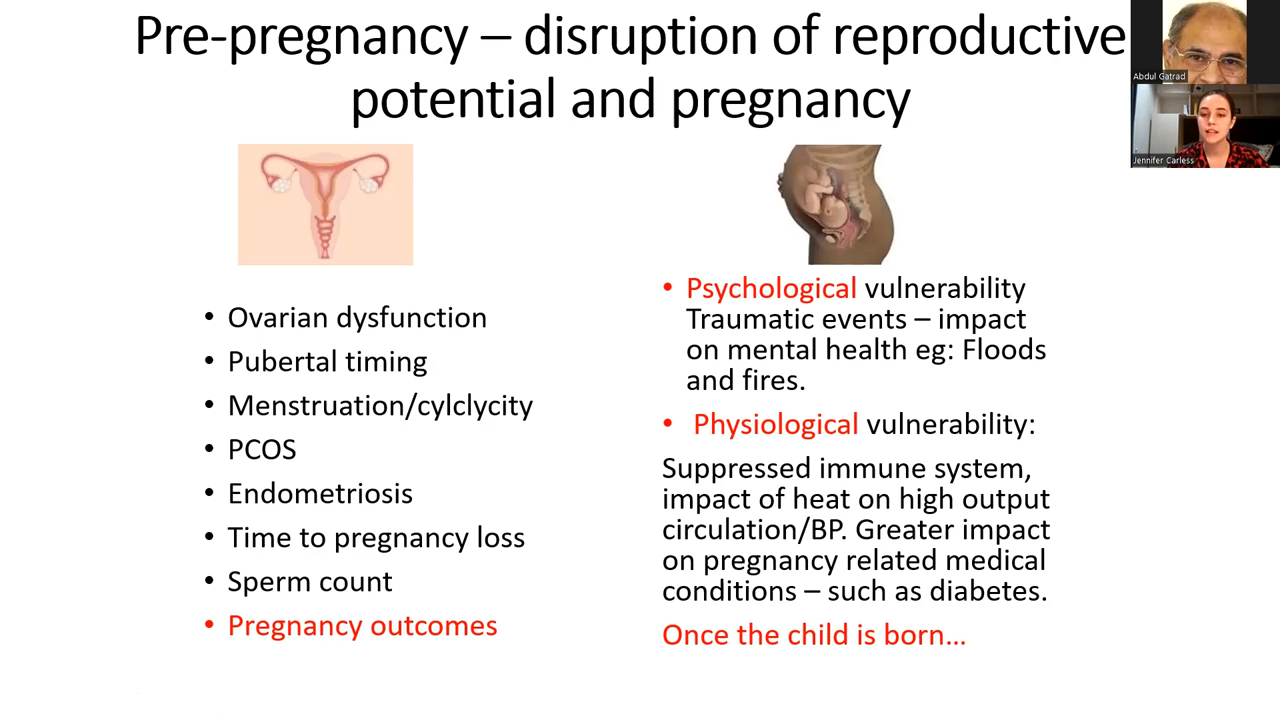 Pre-pregnancy – disruption of reproductive
potential and pregnancy
Abdul Gatrad
Jennifer Carless
• Ovarian dysfunction
• Pubertal timing
• Menstruation/cylclycity
• PCOS
• Endometriosis
• Time to pregnancy loss
• Sperm count
• Pregnancy outcomes
• Psychological vulnerability
Traumatic events – impact
on mental health eg: Floods
and fires.
• Physiological vulnerability:
Suppressed immune system,
impact of heat on high output
circulation/BP. Greater impact
on pregnancy related medical
conditions – such as diabetes.
Once the child is born…